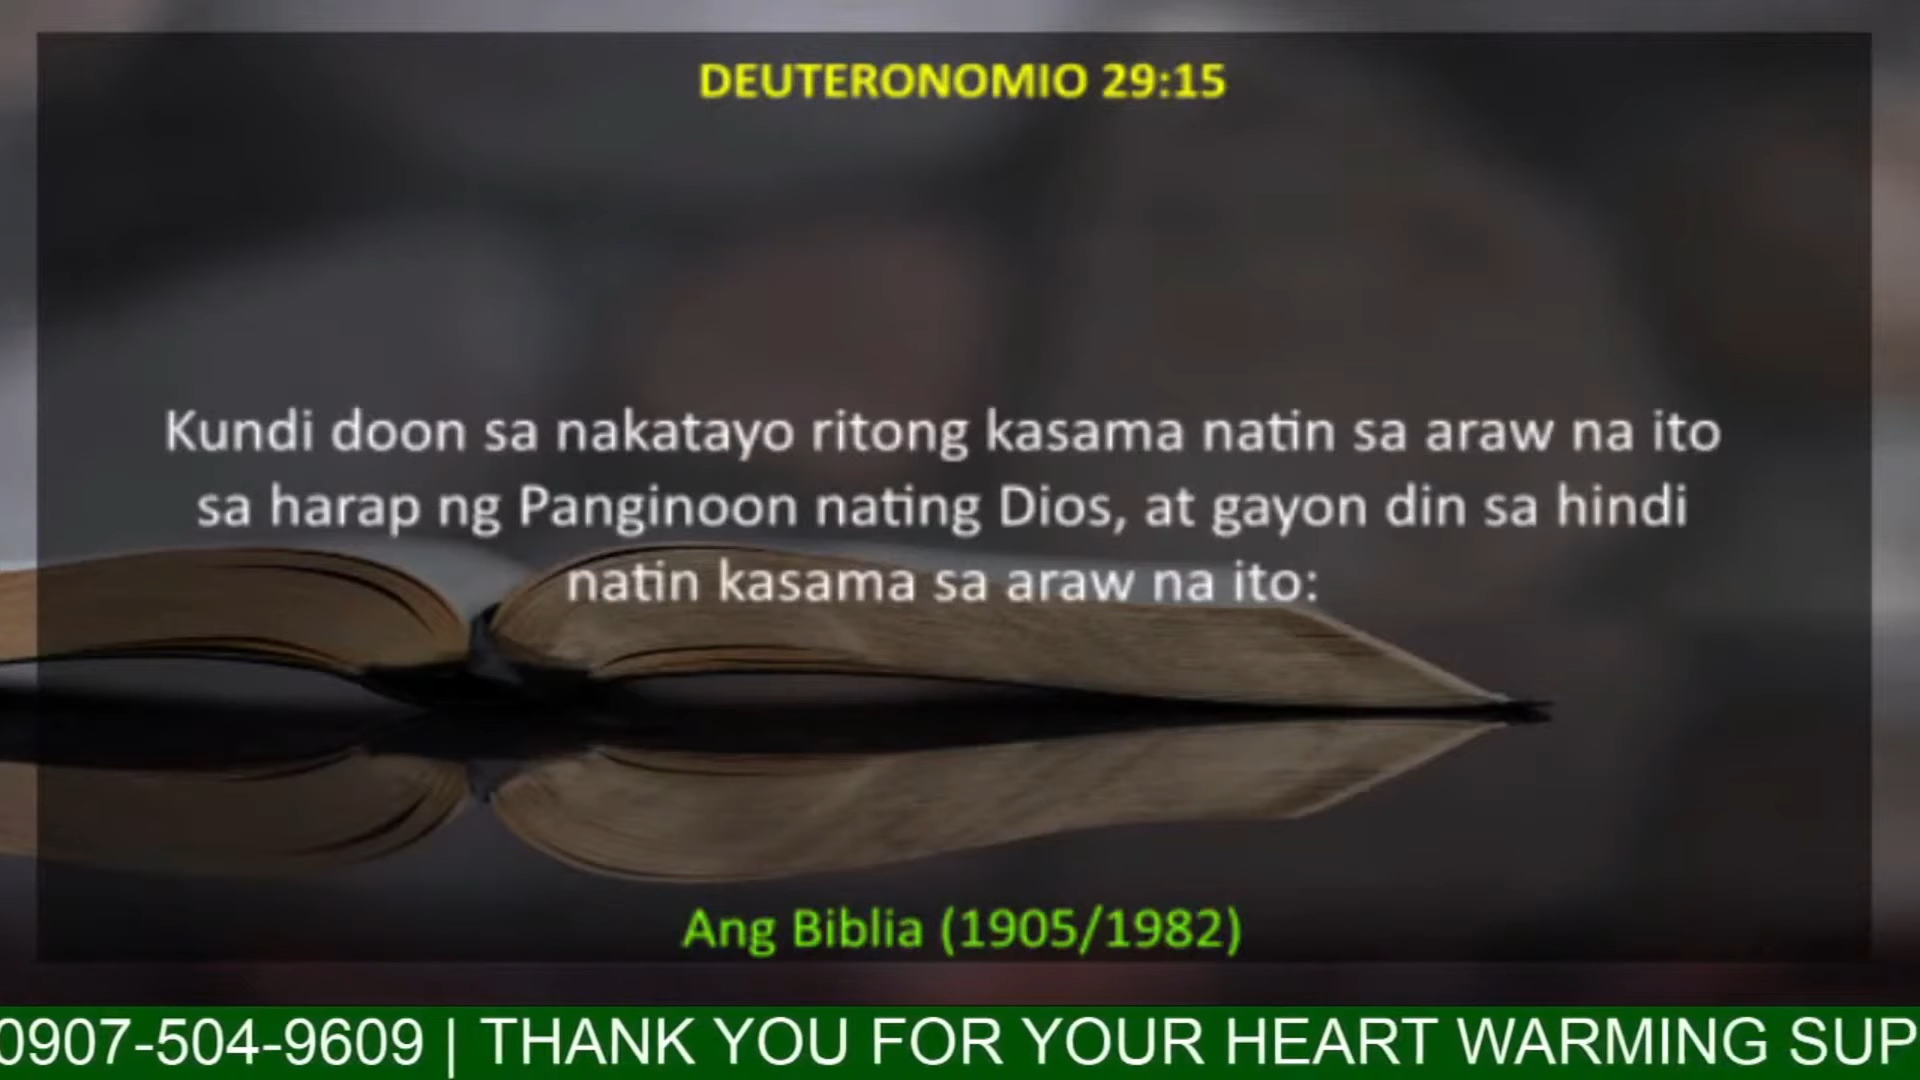 DEUTERONOMIO 29:15
Kundi doon sa nakatayo ritong kasama natin sa araw na ito
sa harap ng Panginoon nating Dios, at gayon din sa hindi
natin kasama sa araw na ito:
Ang Biblia (1905/1982)
0907-504-9609 | THANK YOU FOR YOUR HEART WARMING SUP